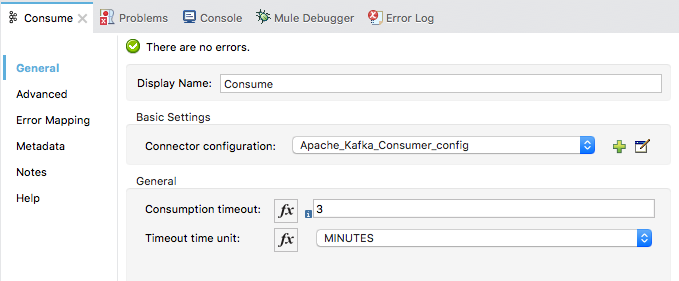 Consume Problems Console Mule Debugger Error Log
There are no errors.
General
Display Name: Consume
Advanced
Error Mapping
Basic Settings
Metadata
Connector configuration: Apache_Kafka_Consumer_config
Notes
General
Help
Consumption timeout: fx 3
Timeout time unit: fx MINUTES